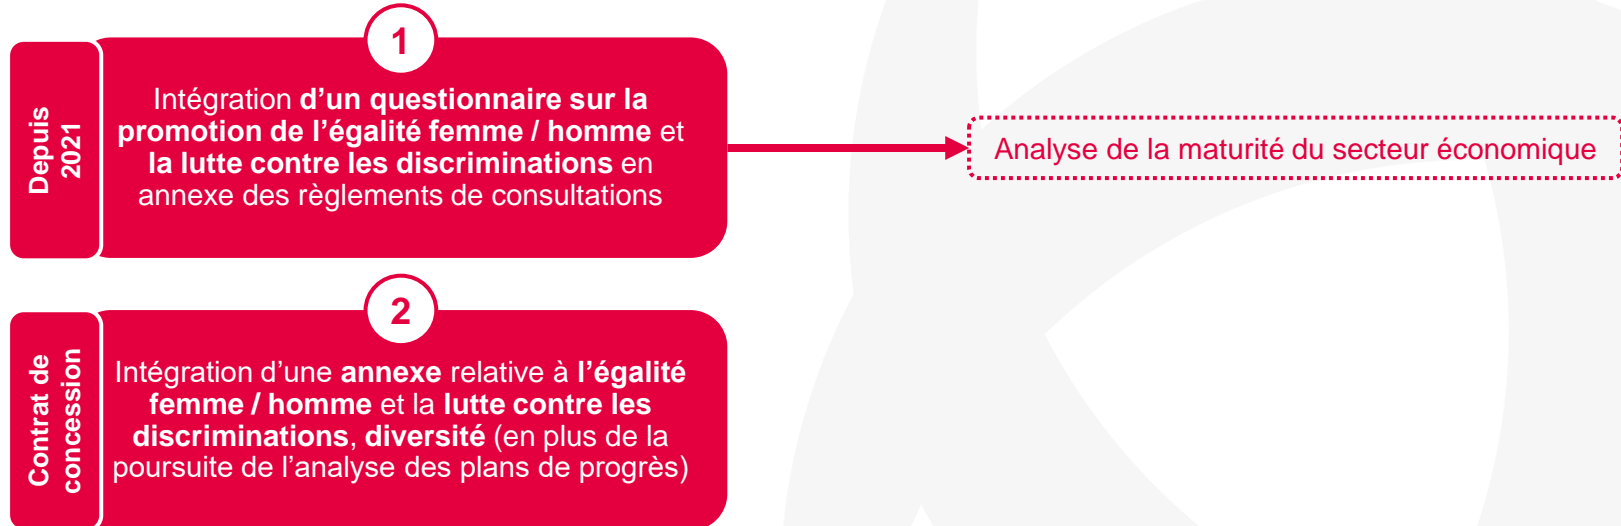 1
Depuis
2021
Intégration d’un questionnaire sur la
promotion de l’égalité femme / homme et
la lutte contre les discriminations en
annexe des règlements de consultations
Analyse de la maturité du secteur économique
2
Contrat de
concession
Intégration d’une annexe relative à l’égalité
femme / homme et la lutte contre les
discriminations, diversité (en plus de la
poursuite de l’analyse des plans de progrès)